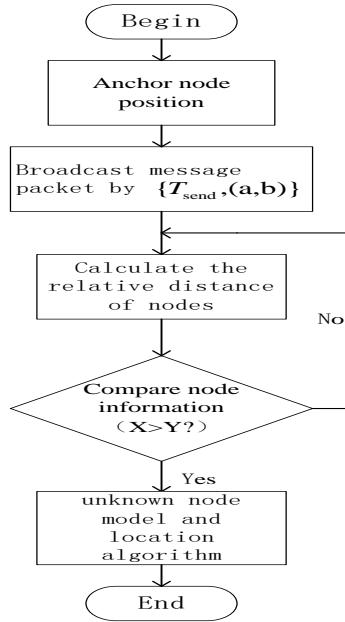 Begin
Anchor node
position
Broadcast message
packet by {T_send,(a,b)}
Calculate the
relative distance
of nodes
No
Compare node
information
（X>Y?）
Yes
unknown node
model and
location
algorithm
End